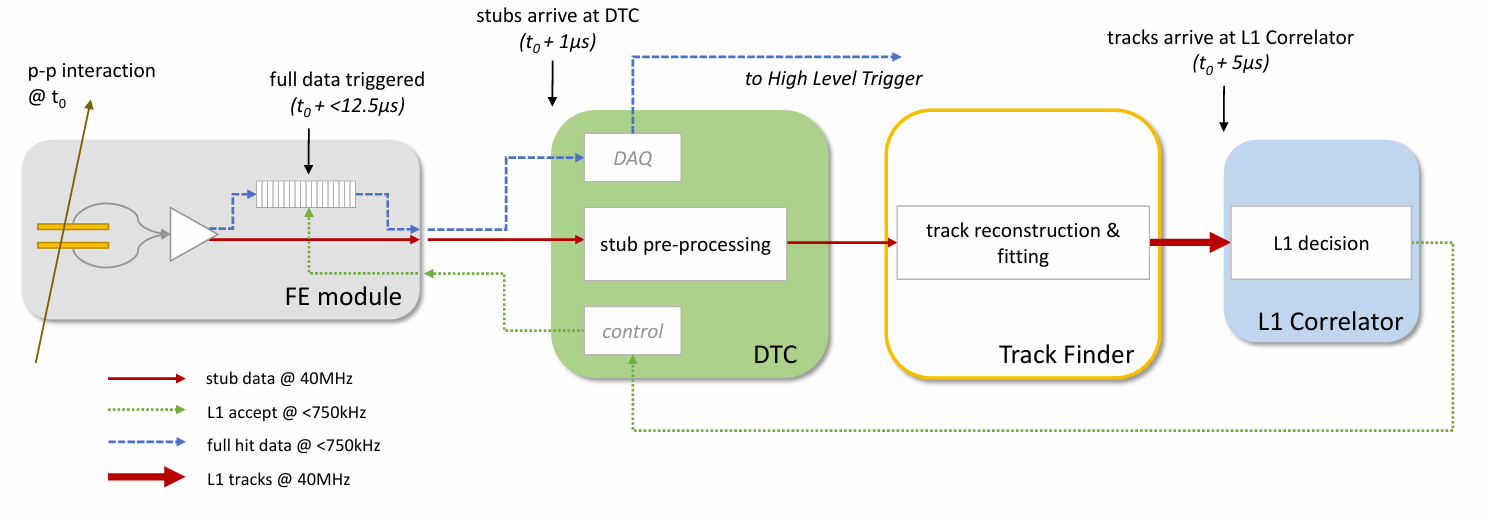 stubs arrive at DTC
(t0 + 1μs)
tracks arrive at L1 Correlator
(t0 + 5μs)
p-p interaction
@ t0
full data triggered
(t0 + <12.5μs)
to High Level Trigger
DAQ
stub pre-processing
track reconstruction &
fitting
L1 decision
FE module
control
DTC
Track Finder
L1 Correlator
stub data @ 40MHz
L1 accept @ <750kHz
full hit data @ <750kHz
L1 tracks @ 40MHz